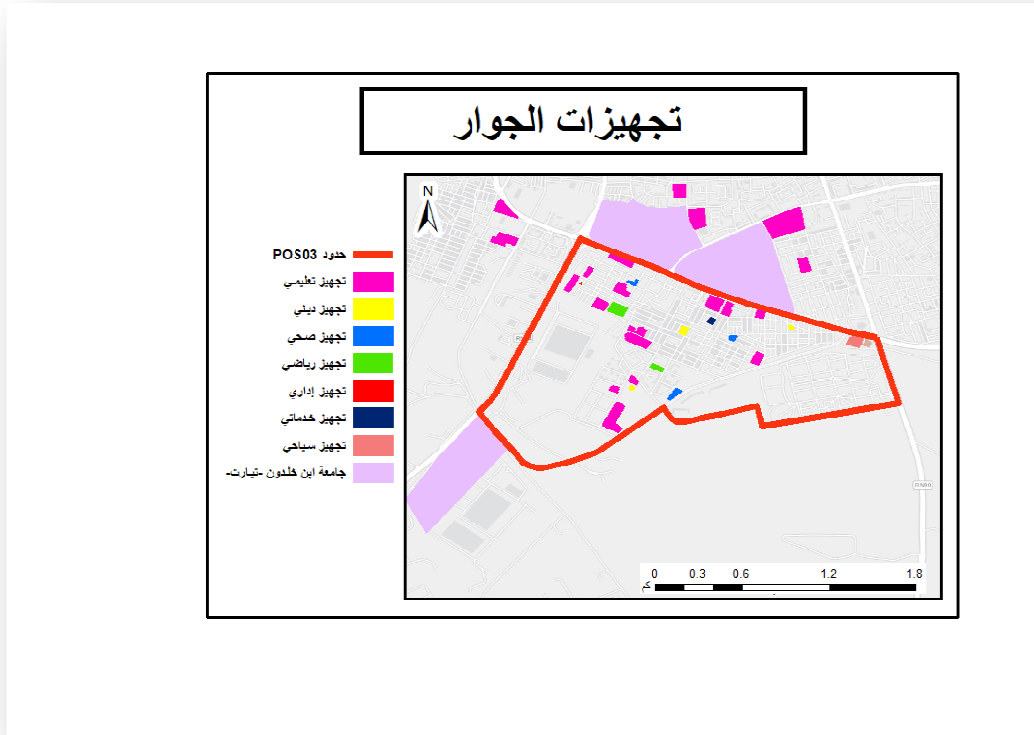 تجهيزات الجوار
N
حدود POS03
تجهيز تعليمي
تجهيز ديني
تجهيز صحي
تجهيز رياضي
تجهيز إداري
تجهيز خدماتي
تجهيز سياحي
جامعة ابن خلدون -تيارت-
RN90
0 0.3 0.6 1.2 1.8
كم